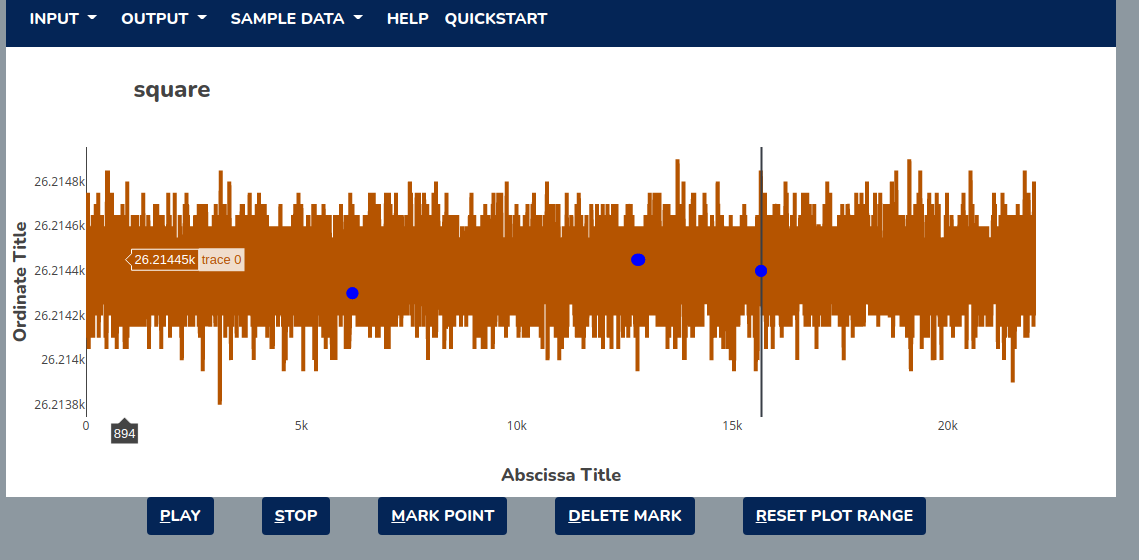 INPUT OUTPUT SAMPLE DATA HELP QUICKSTART
square
Ordinate Title
26.2148k
26.2146k
26.2144k
26.2142k
26.214k
26.2138k
26.21445k trace 0
0 5k 10k 15k 20k
894
Abscissa Title
PLAY STOP MARK POINT DELETE MARK RESET PLOT RANGE